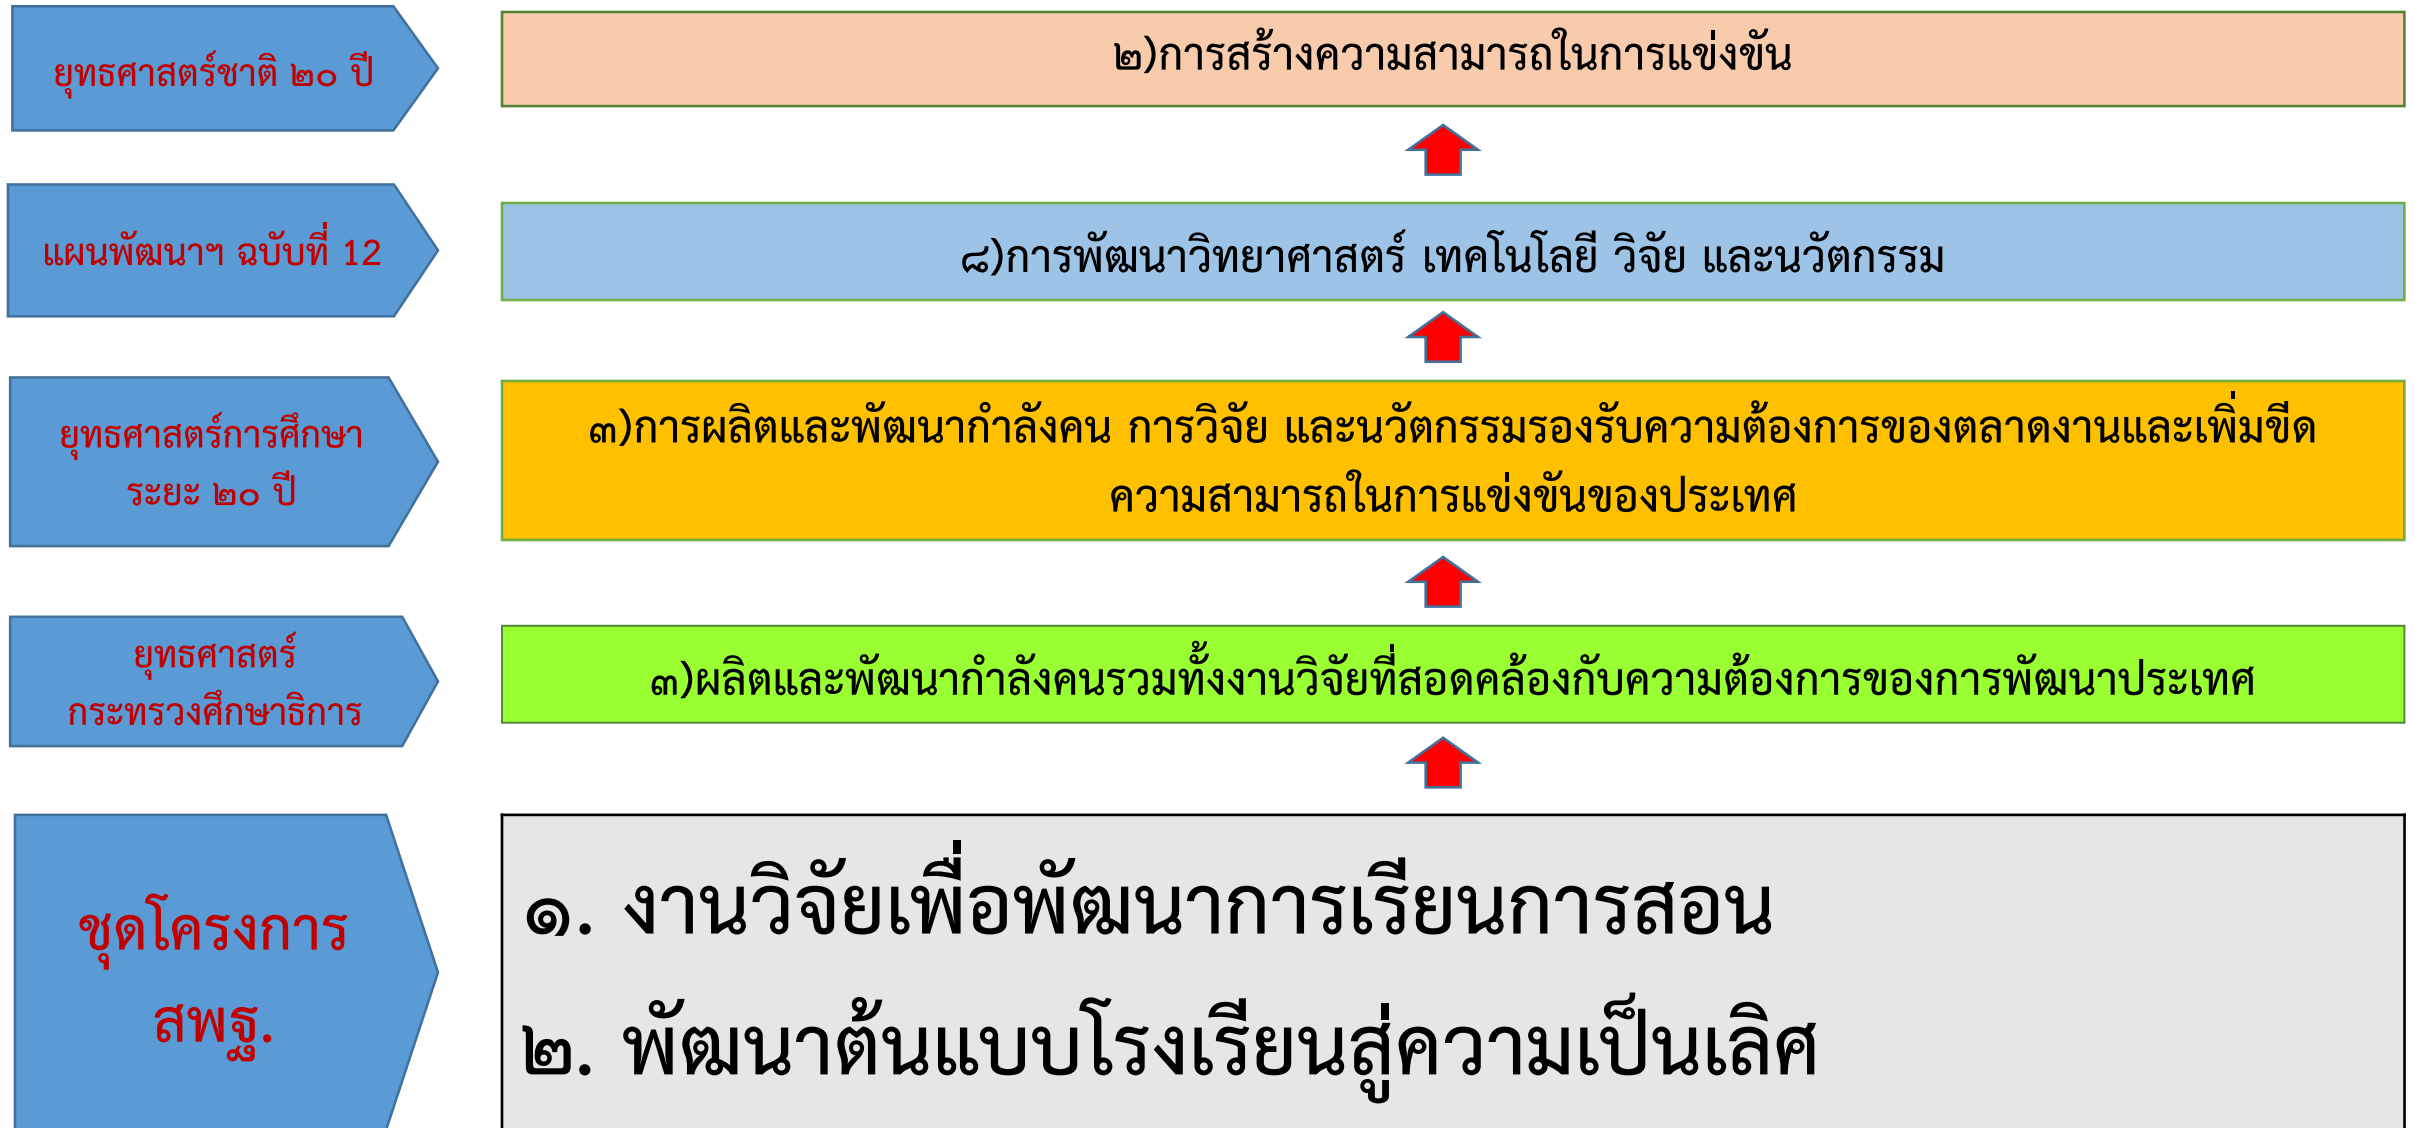 ยุทธศาสตร์ชาติ ๒๐ ปี
๒)การสร้างความสามารถในการแข่งขัน
แผนพัฒนาฯ ฉบับที่ 12
๘)การพัฒนาวิทยาศาสตร์ เทคโนโลยี วิจัย และนวัตกรรม
ยุทธศาสตร์การศึกษา
ระยะ ๒๐ ปี
๓)การผลิตและพัฒนากำลังคน การวิจัย และนวัตกรรมรองรับความต้องการของตลาดงานและเพิ่มขีด
ความสามารถในการแข่งขันของประเทศ
ยุทธศาสตร์
กระทรวงศึกษาธิการ
๓)ผลิตและพัฒนากำลังคนรวมทั้งงานวิจัยที่สอดคล้องกับความต้องการของการพัฒนาประเทศ
ชุดโครงการ
สพฐ.
๑. งานวิจัยเพื่อพัฒนาการเรียนการสอน
๒. พัฒนาต้นแบบโรงเรียนสู่ความเป็นเลิศ